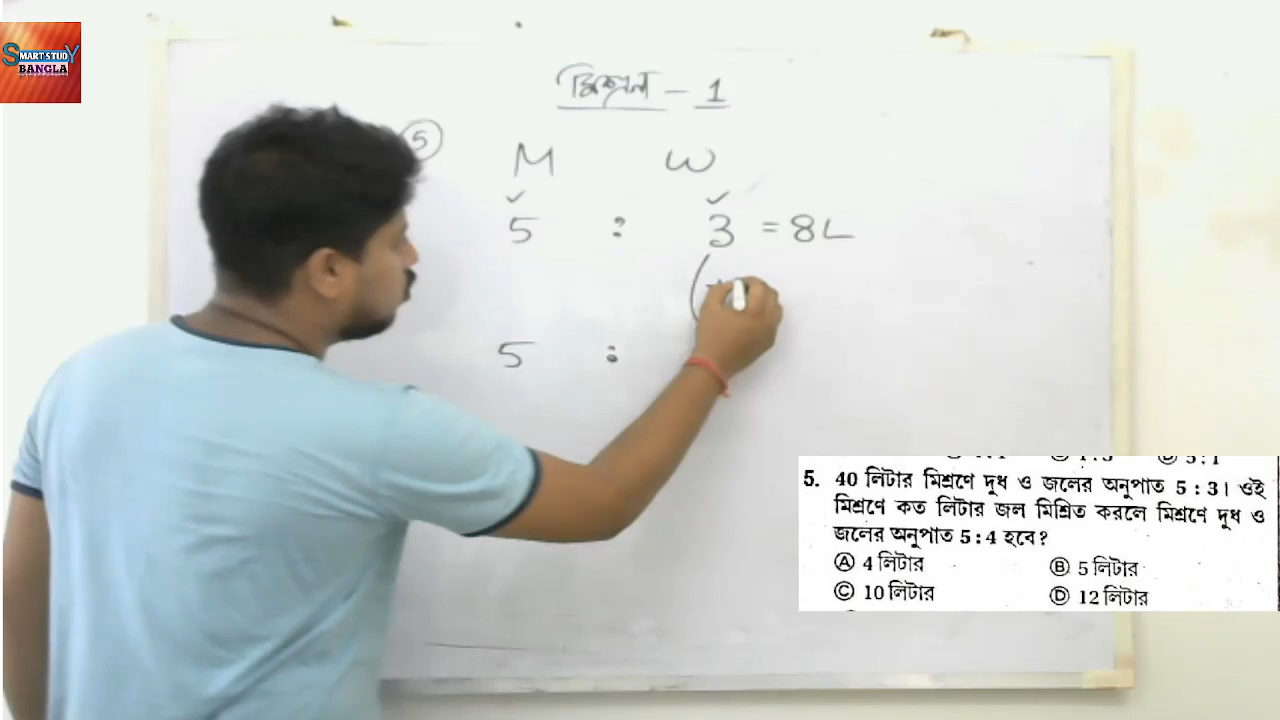 SMART STUDY
BANGLA
মিশ্রণ - 1
5
M W
5 : 3 = 8L
5 :
5. 40 লিটার মিশ্রণে দুধ ও জলের অনুপাত 5 : 3। ওই
মিশ্রণে কত লিটার জল মিশ্রিত করলে মিশ্রণে দুধ ও
জলের অনুপাত 5 : 4 হবে?
Ⓐ 4 লিটার Ⓑ 5 লিটার
Ⓒ 10 লিটার Ⓓ 12 লিটার